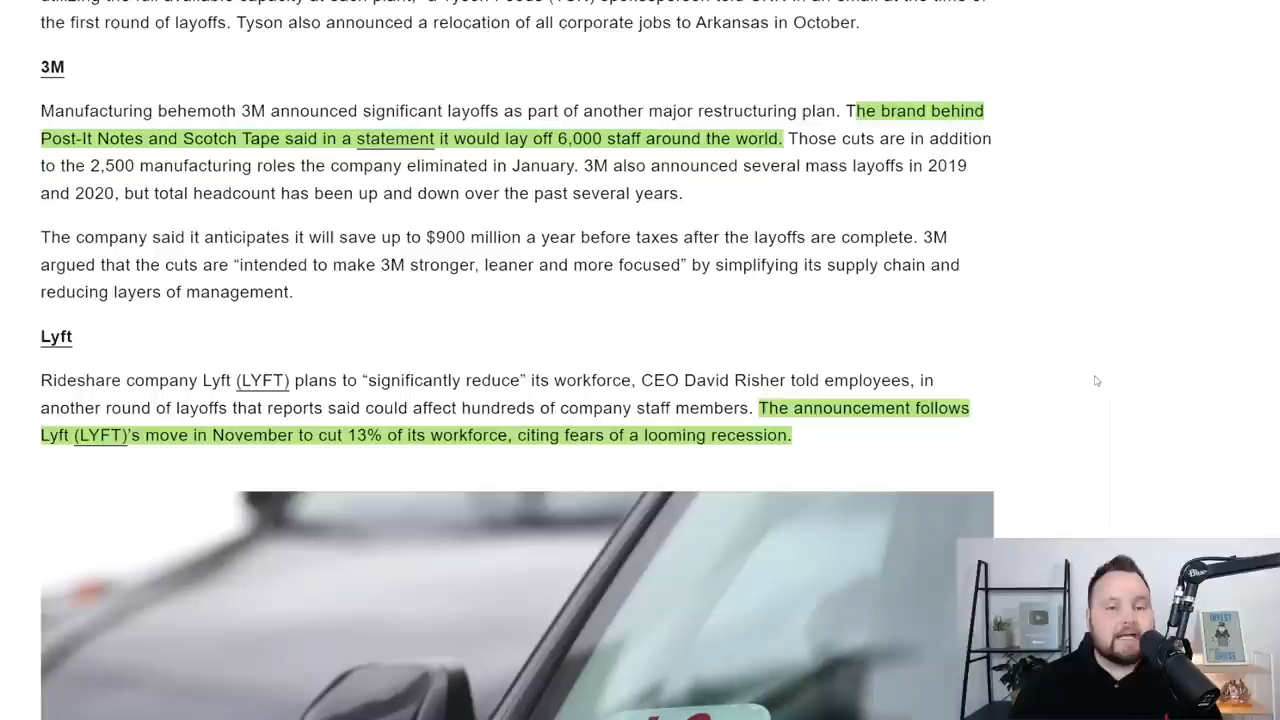 the first round of layoffs. Tyson also announced a relocation of all corporate jobs to Arkansas in October.
3M
Manufacturing behemoth 3M announced significant layoffs as part of another major restructuring plan. The brand behind
Post-It Notes and Scotch Tape said in a statement it would lay off 6,000 staff around the world. Those cuts are in addition
to the 2,500 manufacturing roles the company eliminated in January. 3M also announced several mass layoffs in 2019
and 2020, but total headcount has been up and down over the past several years.
The company said it anticipates it will save up to $900 million a year before taxes after the layoffs are complete. 3M
argued that the cuts are “intended to make 3M stronger, leaner and more focused” by simplifying its supply chain and
reducing layers of management.
Lyft
Rideshare company Lyft (LYFT) plans to “significantly reduce” its workforce, CEO David Risher told employees, in
another round of layoffs that reports said could affect hundreds of company staff members. The announcement follows
Lyft (LYFT)’s move in November to cut 13% of its workforce, citing fears of a looming recession.
Blue
INVEST